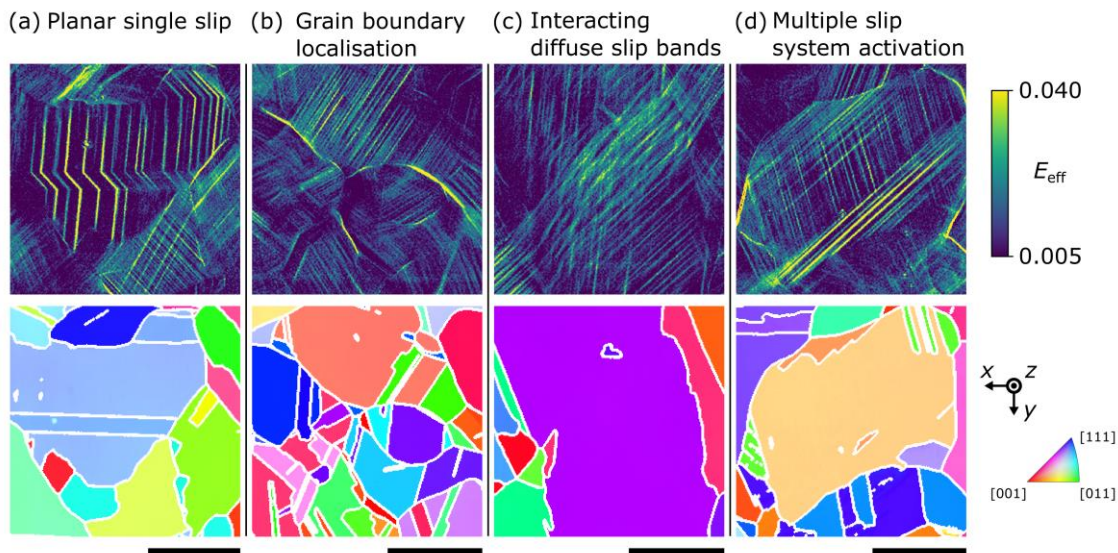 (a) Planar single slip
(b) Grain boundary
localisation
(c) Interacting
diffuse slip bands
(d) Multiple slip
system activation
0.040
E_eff
0.005
x
z
y
[111]
[001]
[011]